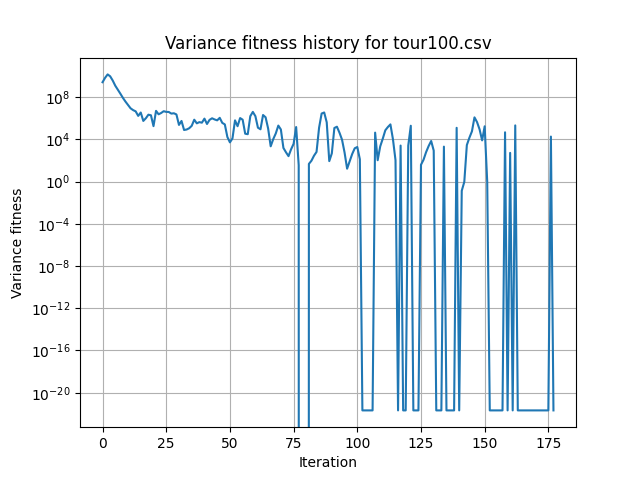 Variance fitness history for tour100.csv
Variance fitness
10^8
10^4
10^0
10^−4
10^−8
10^−12
10^−16
10^−20
0 25 50 75 100 125 150 175
Iteration